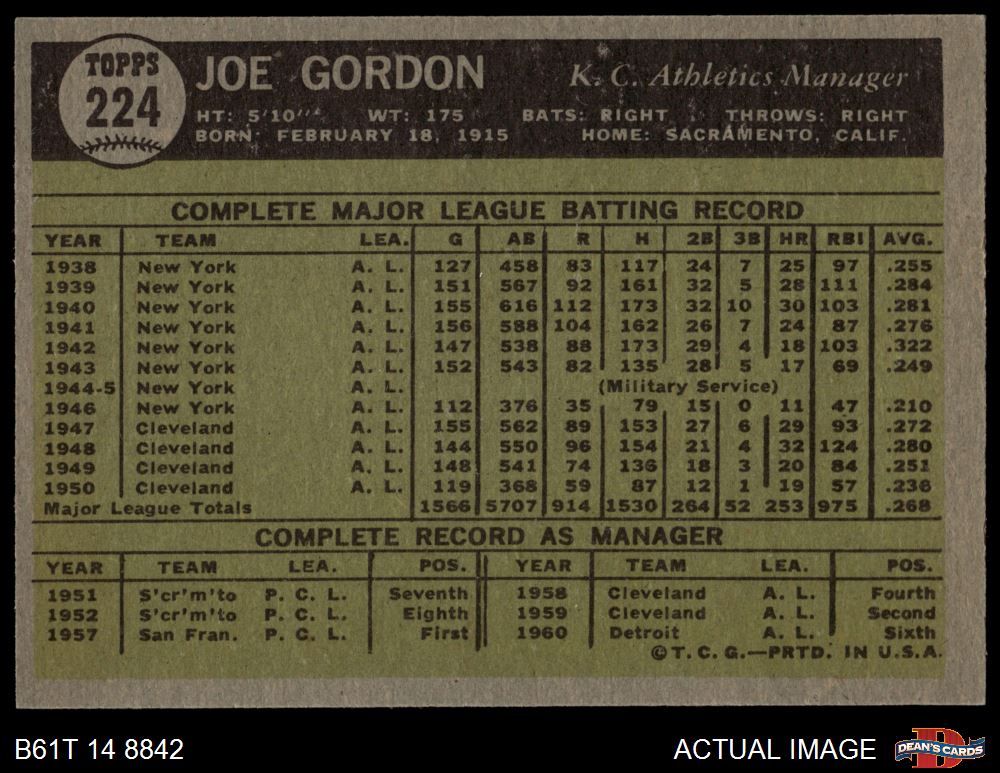 TOPPS
224
JOE GORDON K. C. Athletics Manager
HT: 5'10" WT: 175 BATS: RIGHT THROWS: RIGHT
BORN: FEBRUARY 18, 1915 HOME: SACRAMENTO, CALIF.
COMPLETE MAJOR LEAGUE BATTING RECORD
YEAR TEAM LEA. G AB R H 2B 3B HR RBI AVG.
1938 New York A. L. 127 458 83 117 24 7 25 97 .255
1939 New York A. L. 151 567 92 161 32 5 28 111 .284
1940 New York A. L. 155 616 112 173 32 10 30 103 .281
1941 New York A. L. 156 588 104 162 26 7 24 87 .276
1942 New York A. L. 147 538 88 173 29 4 18 103 .322
1943 New York A. L. 152 543 82 135 28 5 17 69 .249
1944-5 New York A. L. (Military Service)
1946 New York A. L. 112 376 35 79 15 0 11 47 .210
1947 Cleveland A. L. 155 562 89 153 27 6 29 93 .272
1948 Cleveland A. L. 144 550 96 154 21 4 32 124 .280
1949 Cleveland A. L. 148 541 74 136 18 3 20 84 .251
1950 Cleveland A. L. 119 368 59 87 12 1 19 57 .236
Major League Totals 1566 5707 914 1530 264 52 253 975 .268
COMPLETE RECORD AS MANAGER
YEAR TEAM LEA. POS. YEAR TEAM LEA. POS.
1951 S'cr'm'to P. C. L. Seventh 1958 Cleveland A. L. Fourth
1952 S'cr'm'to P. C. L. Eighth 1959 Cleveland A. L. Second
1957 San Fran. P. C. L. First 1960 Detroit A. L. Sixth
©T. C. G.—PRTD. IN U.S.A.
B61T 14 8842 ACTUAL IMAGE DEAN'S CARDS